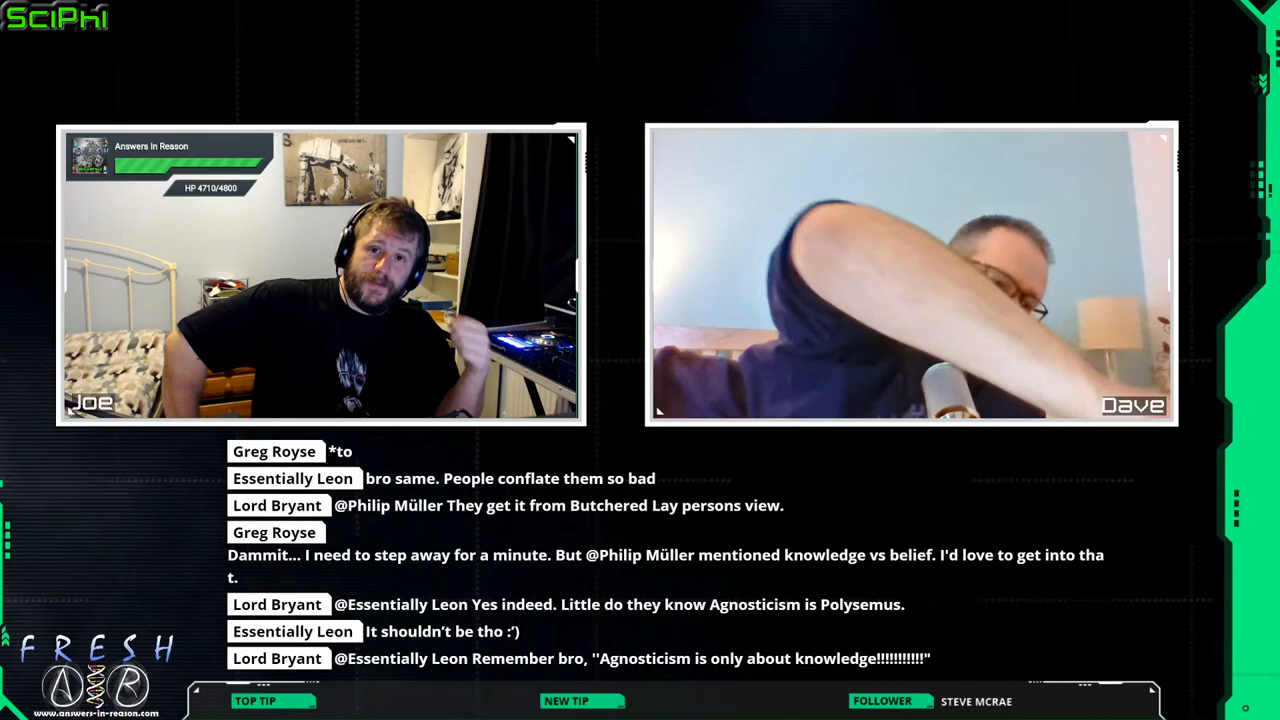 SciPhi
Answers In Reason
HP 4710/4800
Joe
Dave
Greg Royse *to
Essentially Leon bro same. People conflate them so bad
Lord Bryant @Philip Müller They get it from Butchered Lay persons view.
Greg Royse
Dammit... I need to step away for a minute. But @Philip Müller mentioned knowledge vs belief. I'd love to get into tha
t.
Lord Bryant @Essentially Leon Yes indeed. Little do they know Agnosticism is Polysemus.
Essentially Leon It shouldn't be tho :')
Lord Bryant @Essentially Leon Remember bro, ''Agnosticism is only about knowledge!!!!!!!!!!!"
FRESH
AiR
www.answers-in-reason.com
TOP TIP
NEW TIP
FOLLOWER STEVE MCRAE